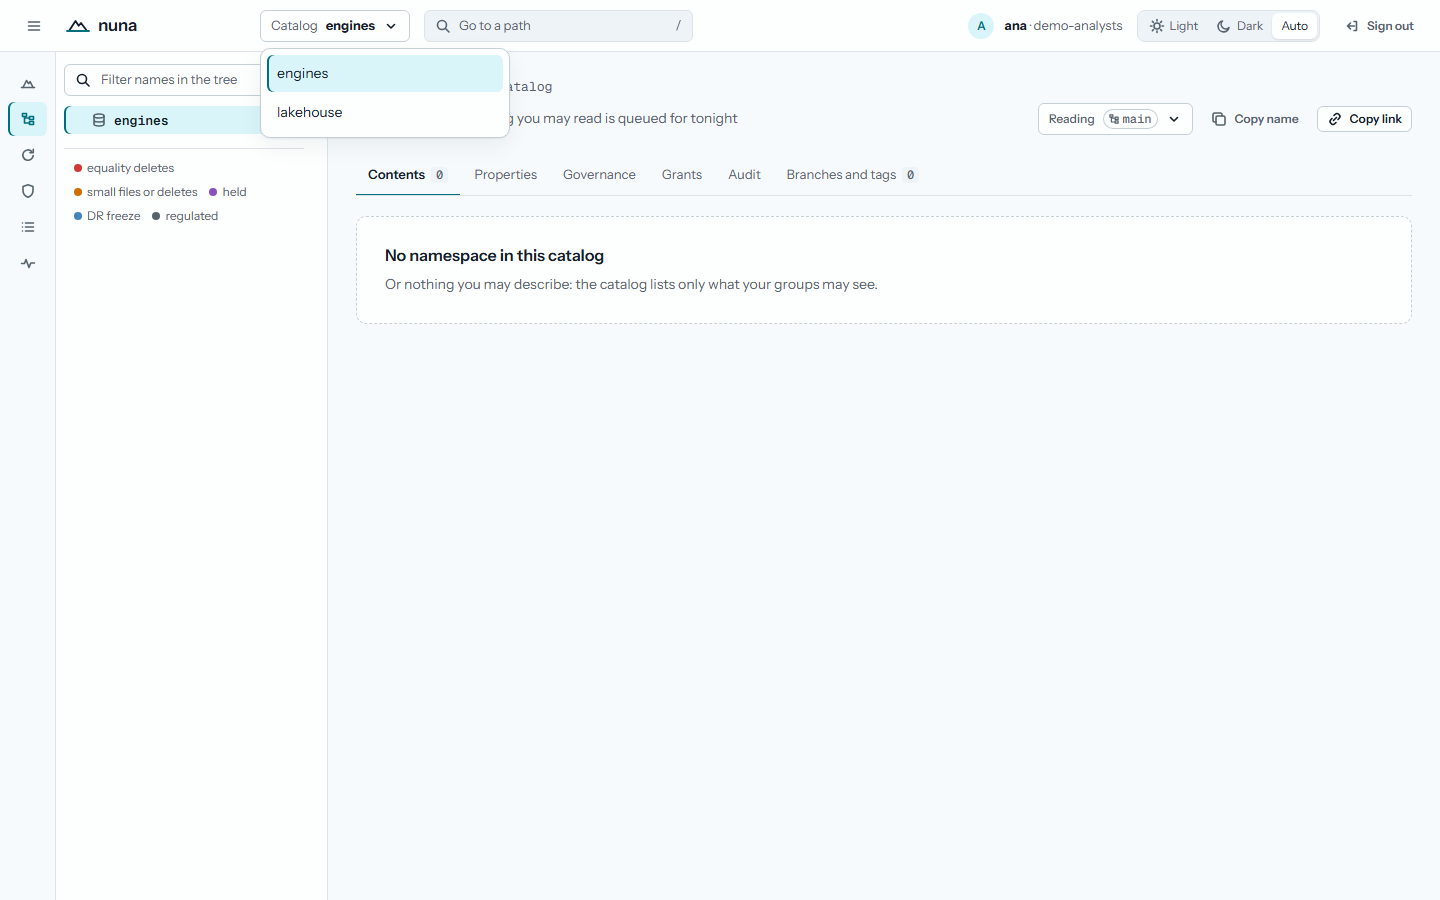 nuna
Catalog engines
Go to a path /
A ana · demo-analysts
Light Dark Auto
Sign out
Filter names in the tree
engines
lakehouse
engines
equality deletes
small files or deletes held
DR freeze regulated
you may read is queued for tonight
Reading main
Copy name
Copy link
Contents 0 Properties Governance Grants Audit Branches and tags 0
No namespace in this catalog
Or nothing you may describe: the catalog lists only what your groups may see.